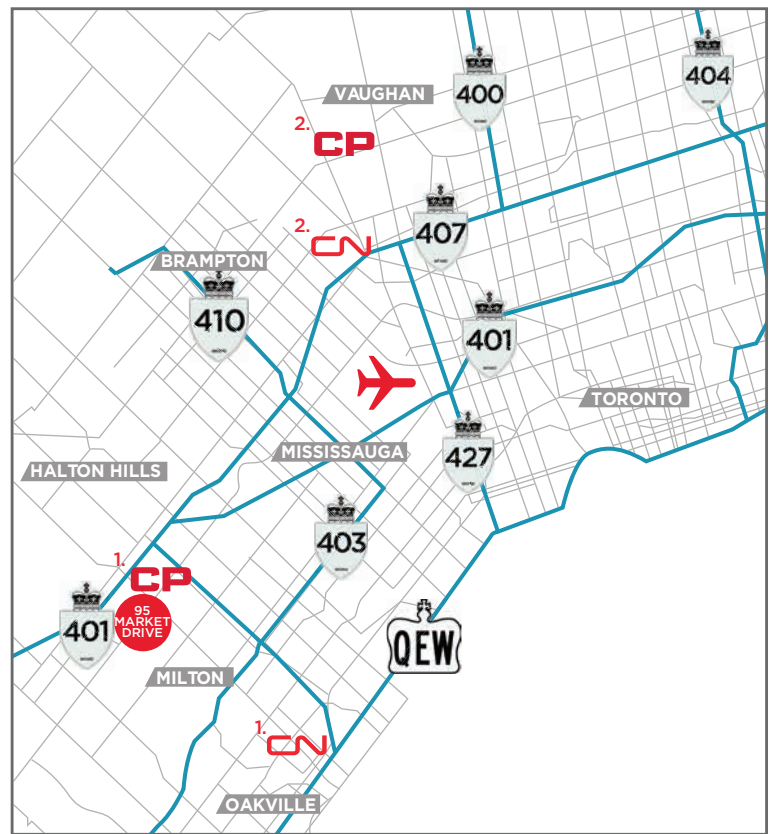 VAUGHAN
400
404
2.
CP
407
2.
CN
BRAMPTON
410
401
TORONTO
MISSISSAUGA
427
HALTON HILLS
403
1.
CP
95
MARKET
DRIVE
401
QEW
MILTON
1.
CN
OAKVILLE